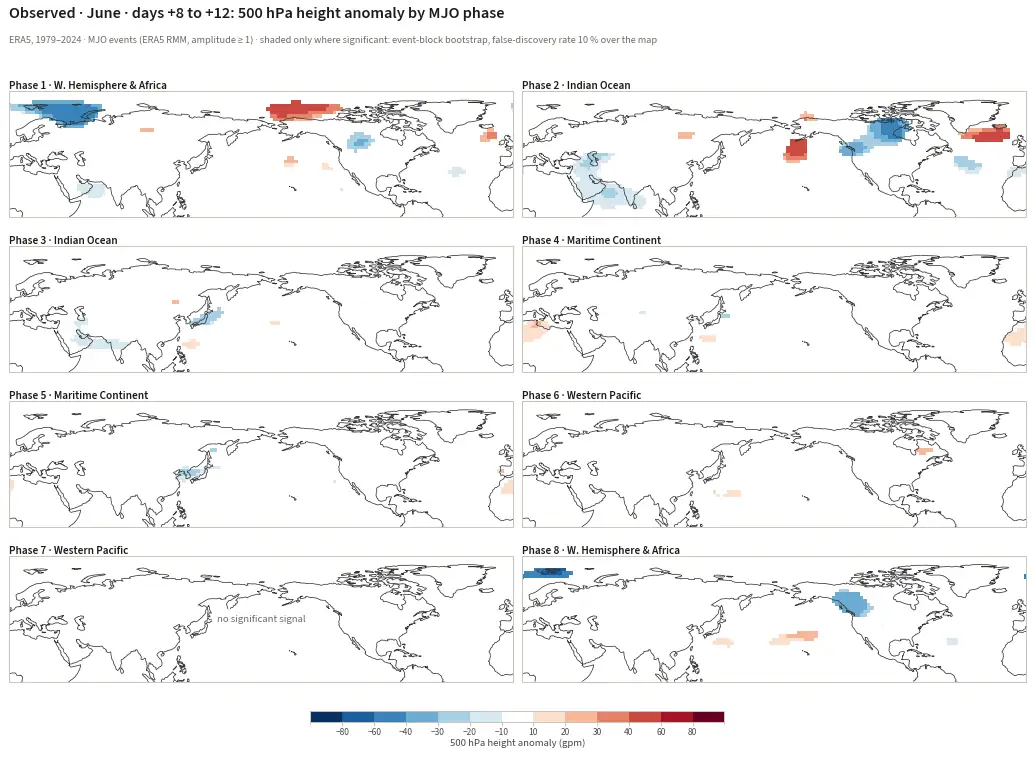 Observed · June · days +8 to +12: 500 hPa height anomaly by MJO phase
ERA5, 1979–2024 · MJO events (ERA5 RMM, amplitude ≥ 1) · shaded only where significant: event-block bootstrap, false-discovery rate 10 % over the map
Phase 1 · W. Hemisphere & Africa
Phase 2 · Indian Ocean
Phase 3 · Indian Ocean
Phase 4 · Maritime Continent
Phase 5 · Maritime Continent
Phase 6 · Western Pacific
Phase 7 · Western Pacific
Phase 8 · W. Hemisphere & Africa
no significant signal
−80 −60 −40 −30 −20 −10 10 20 30 40 60 80
500 hPa height anomaly (gpm)